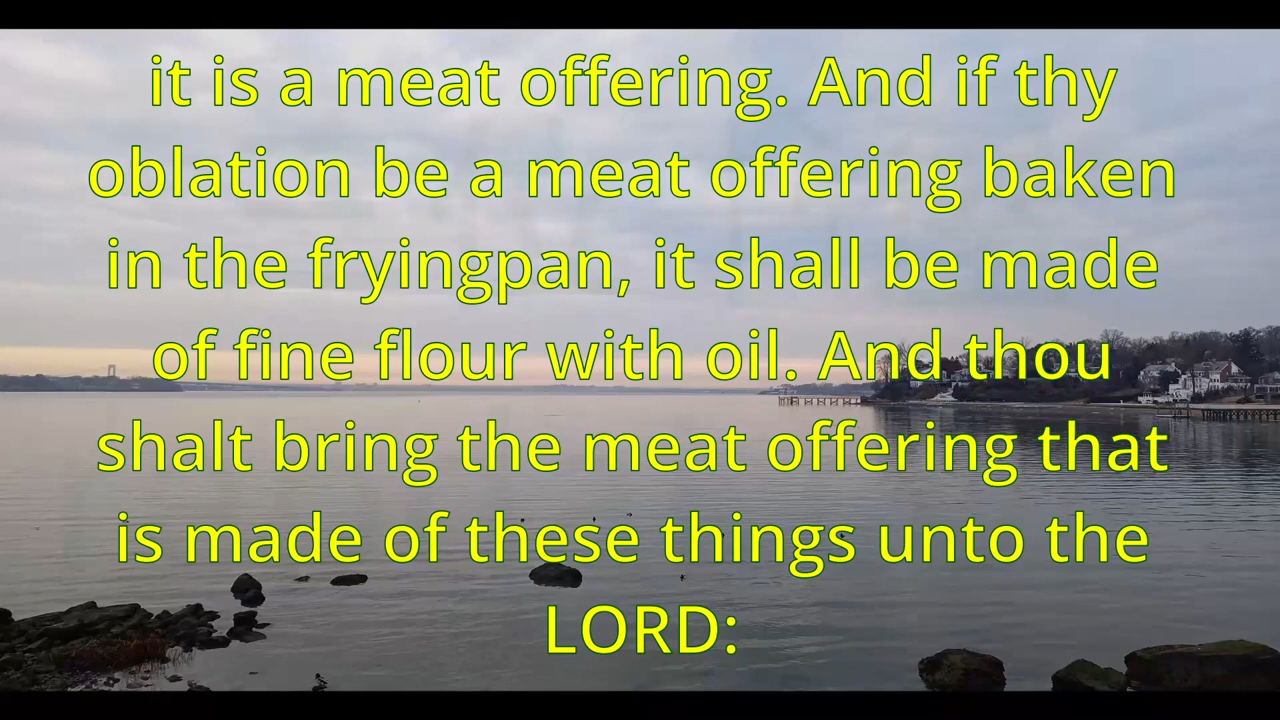 it is a meat offering. And if thy
oblation be a meat offering baken
in the fryingpan, it shall be made
of fine flour with oil. And thou
shalt bring the meat offering that
is made of these things unto the
LORD: